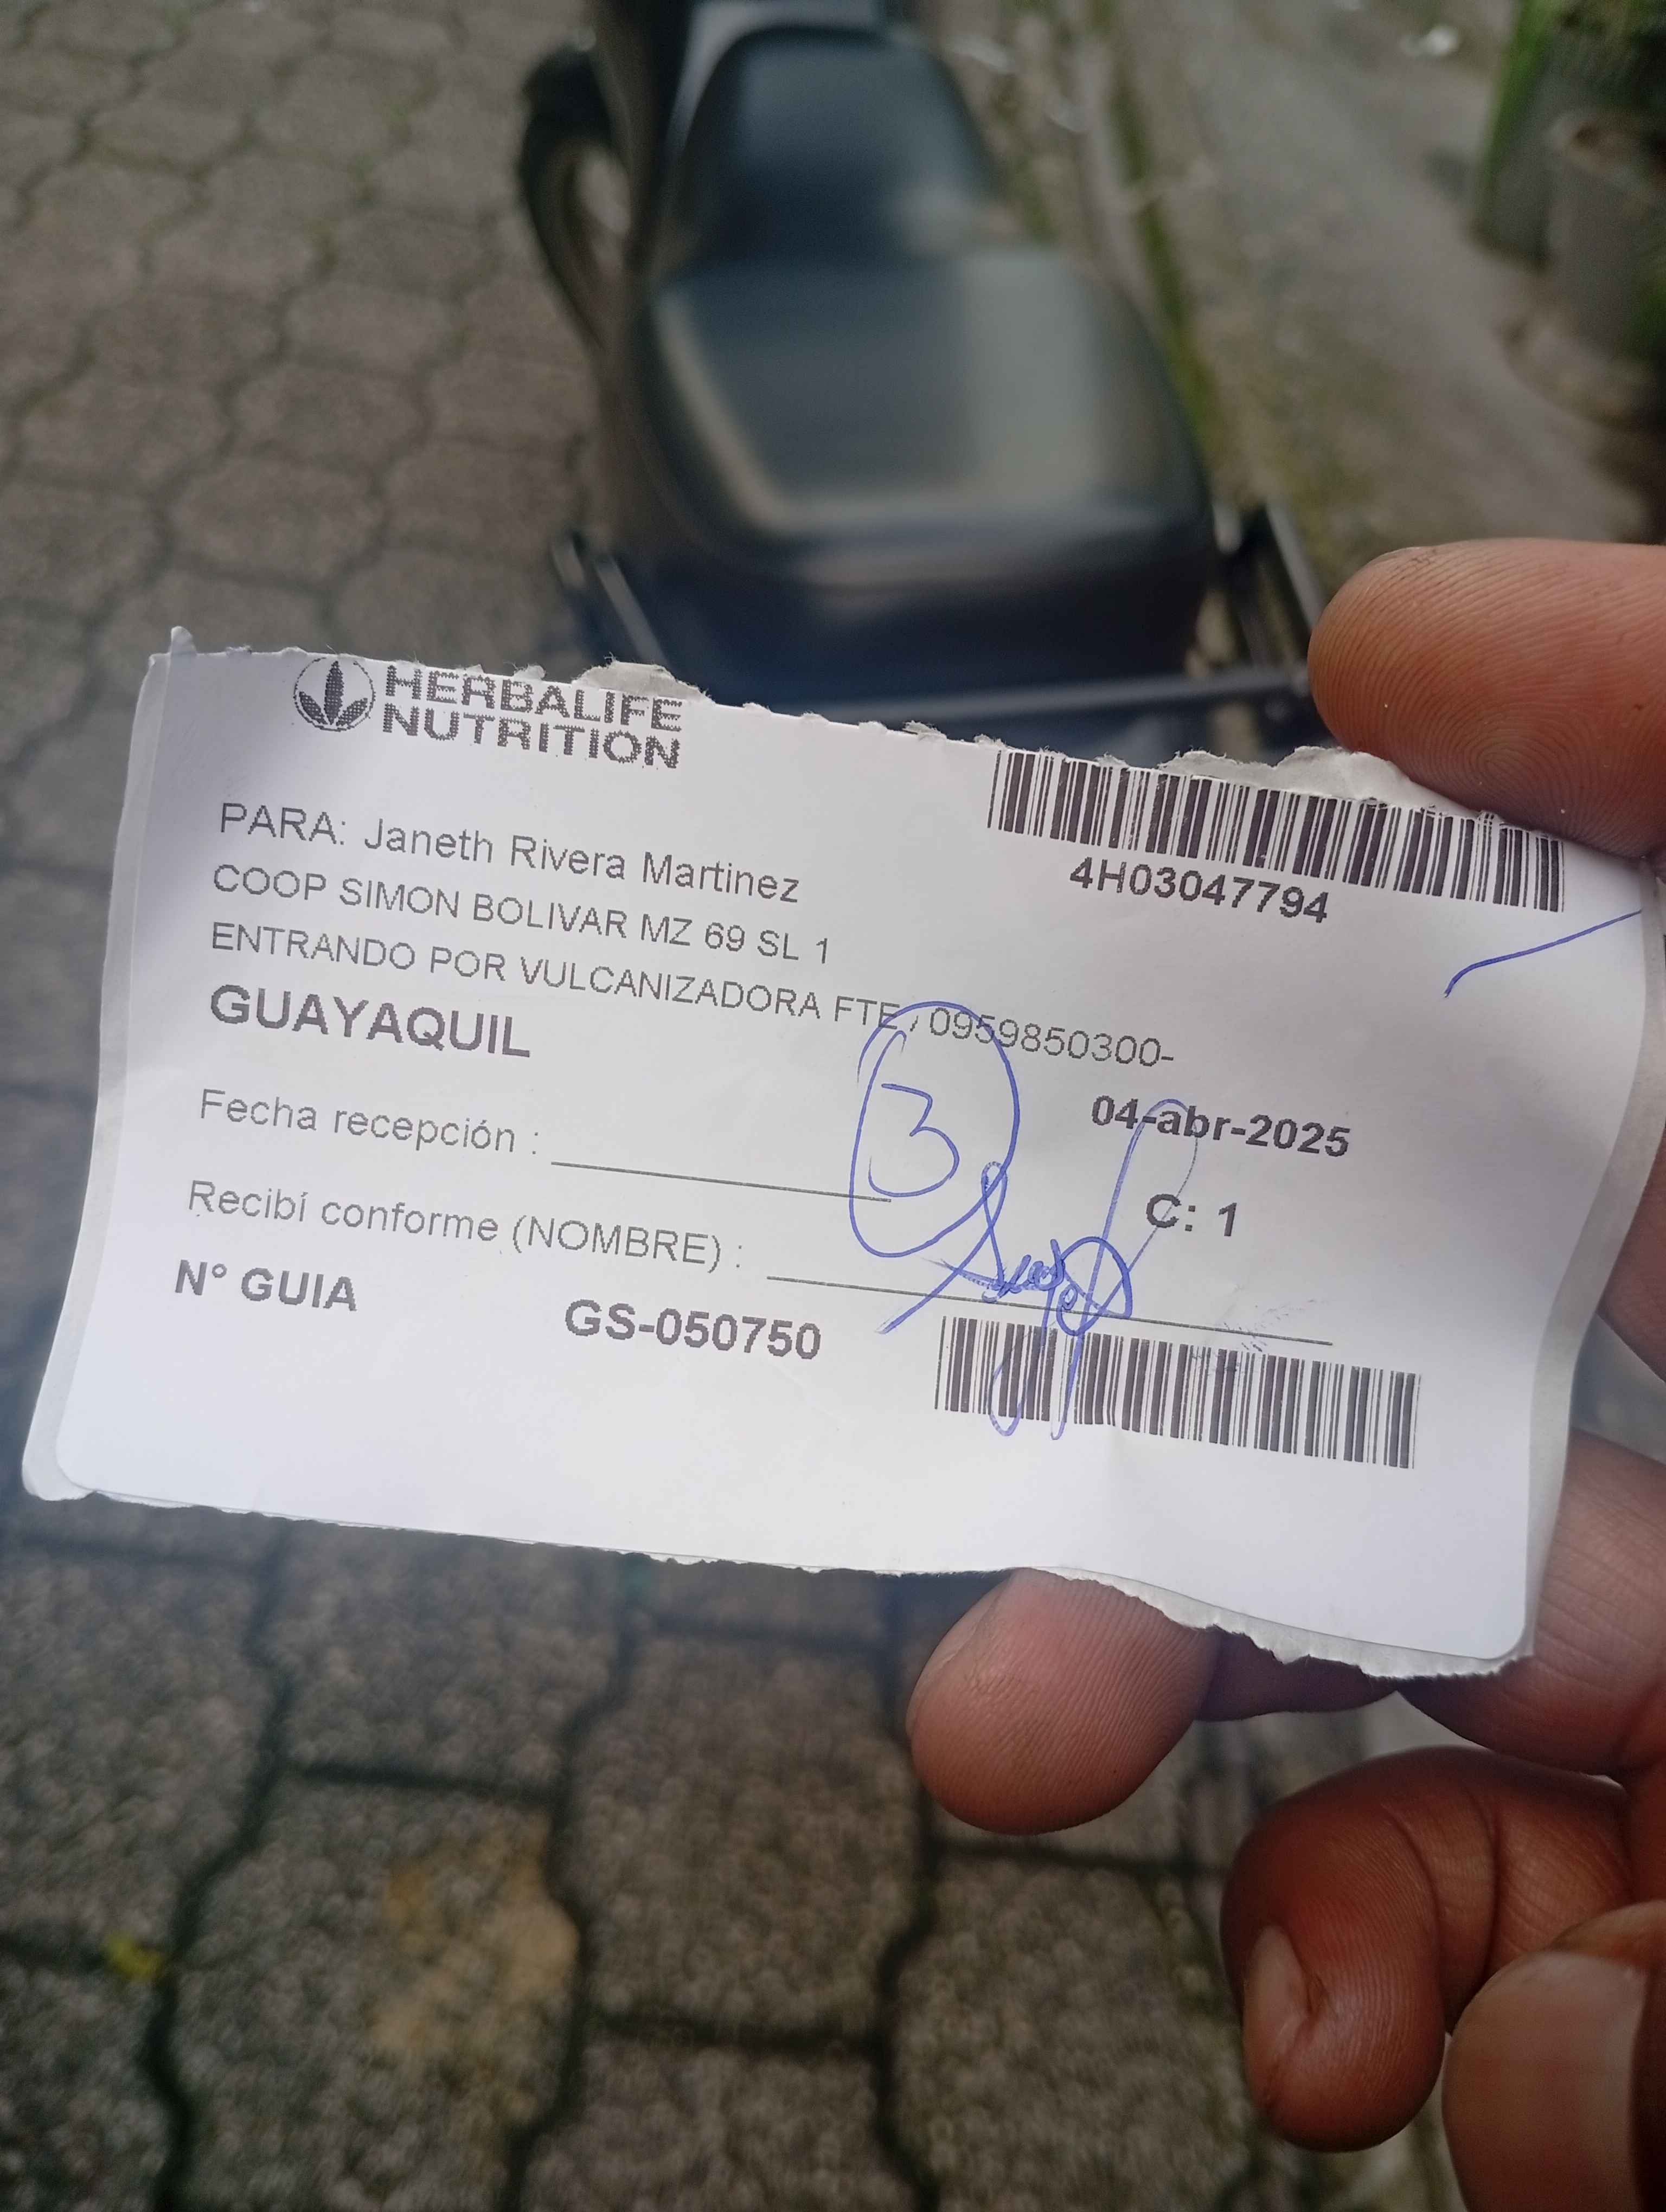 HERBALIFE
NUTRITION
4H03047794
PARA: Janeth Rivera Martinez
COOP SIMON BOLIVAR MZ 69 SL 1
ENTRANDO POR VULCANIZADORA FTE / 0959850300-
GUAYAQUIL
04-abr-2025
3
Fecha recepción :
C: 1
Recibí conforme (NOMBRE) :
N° GUIA GS-050750